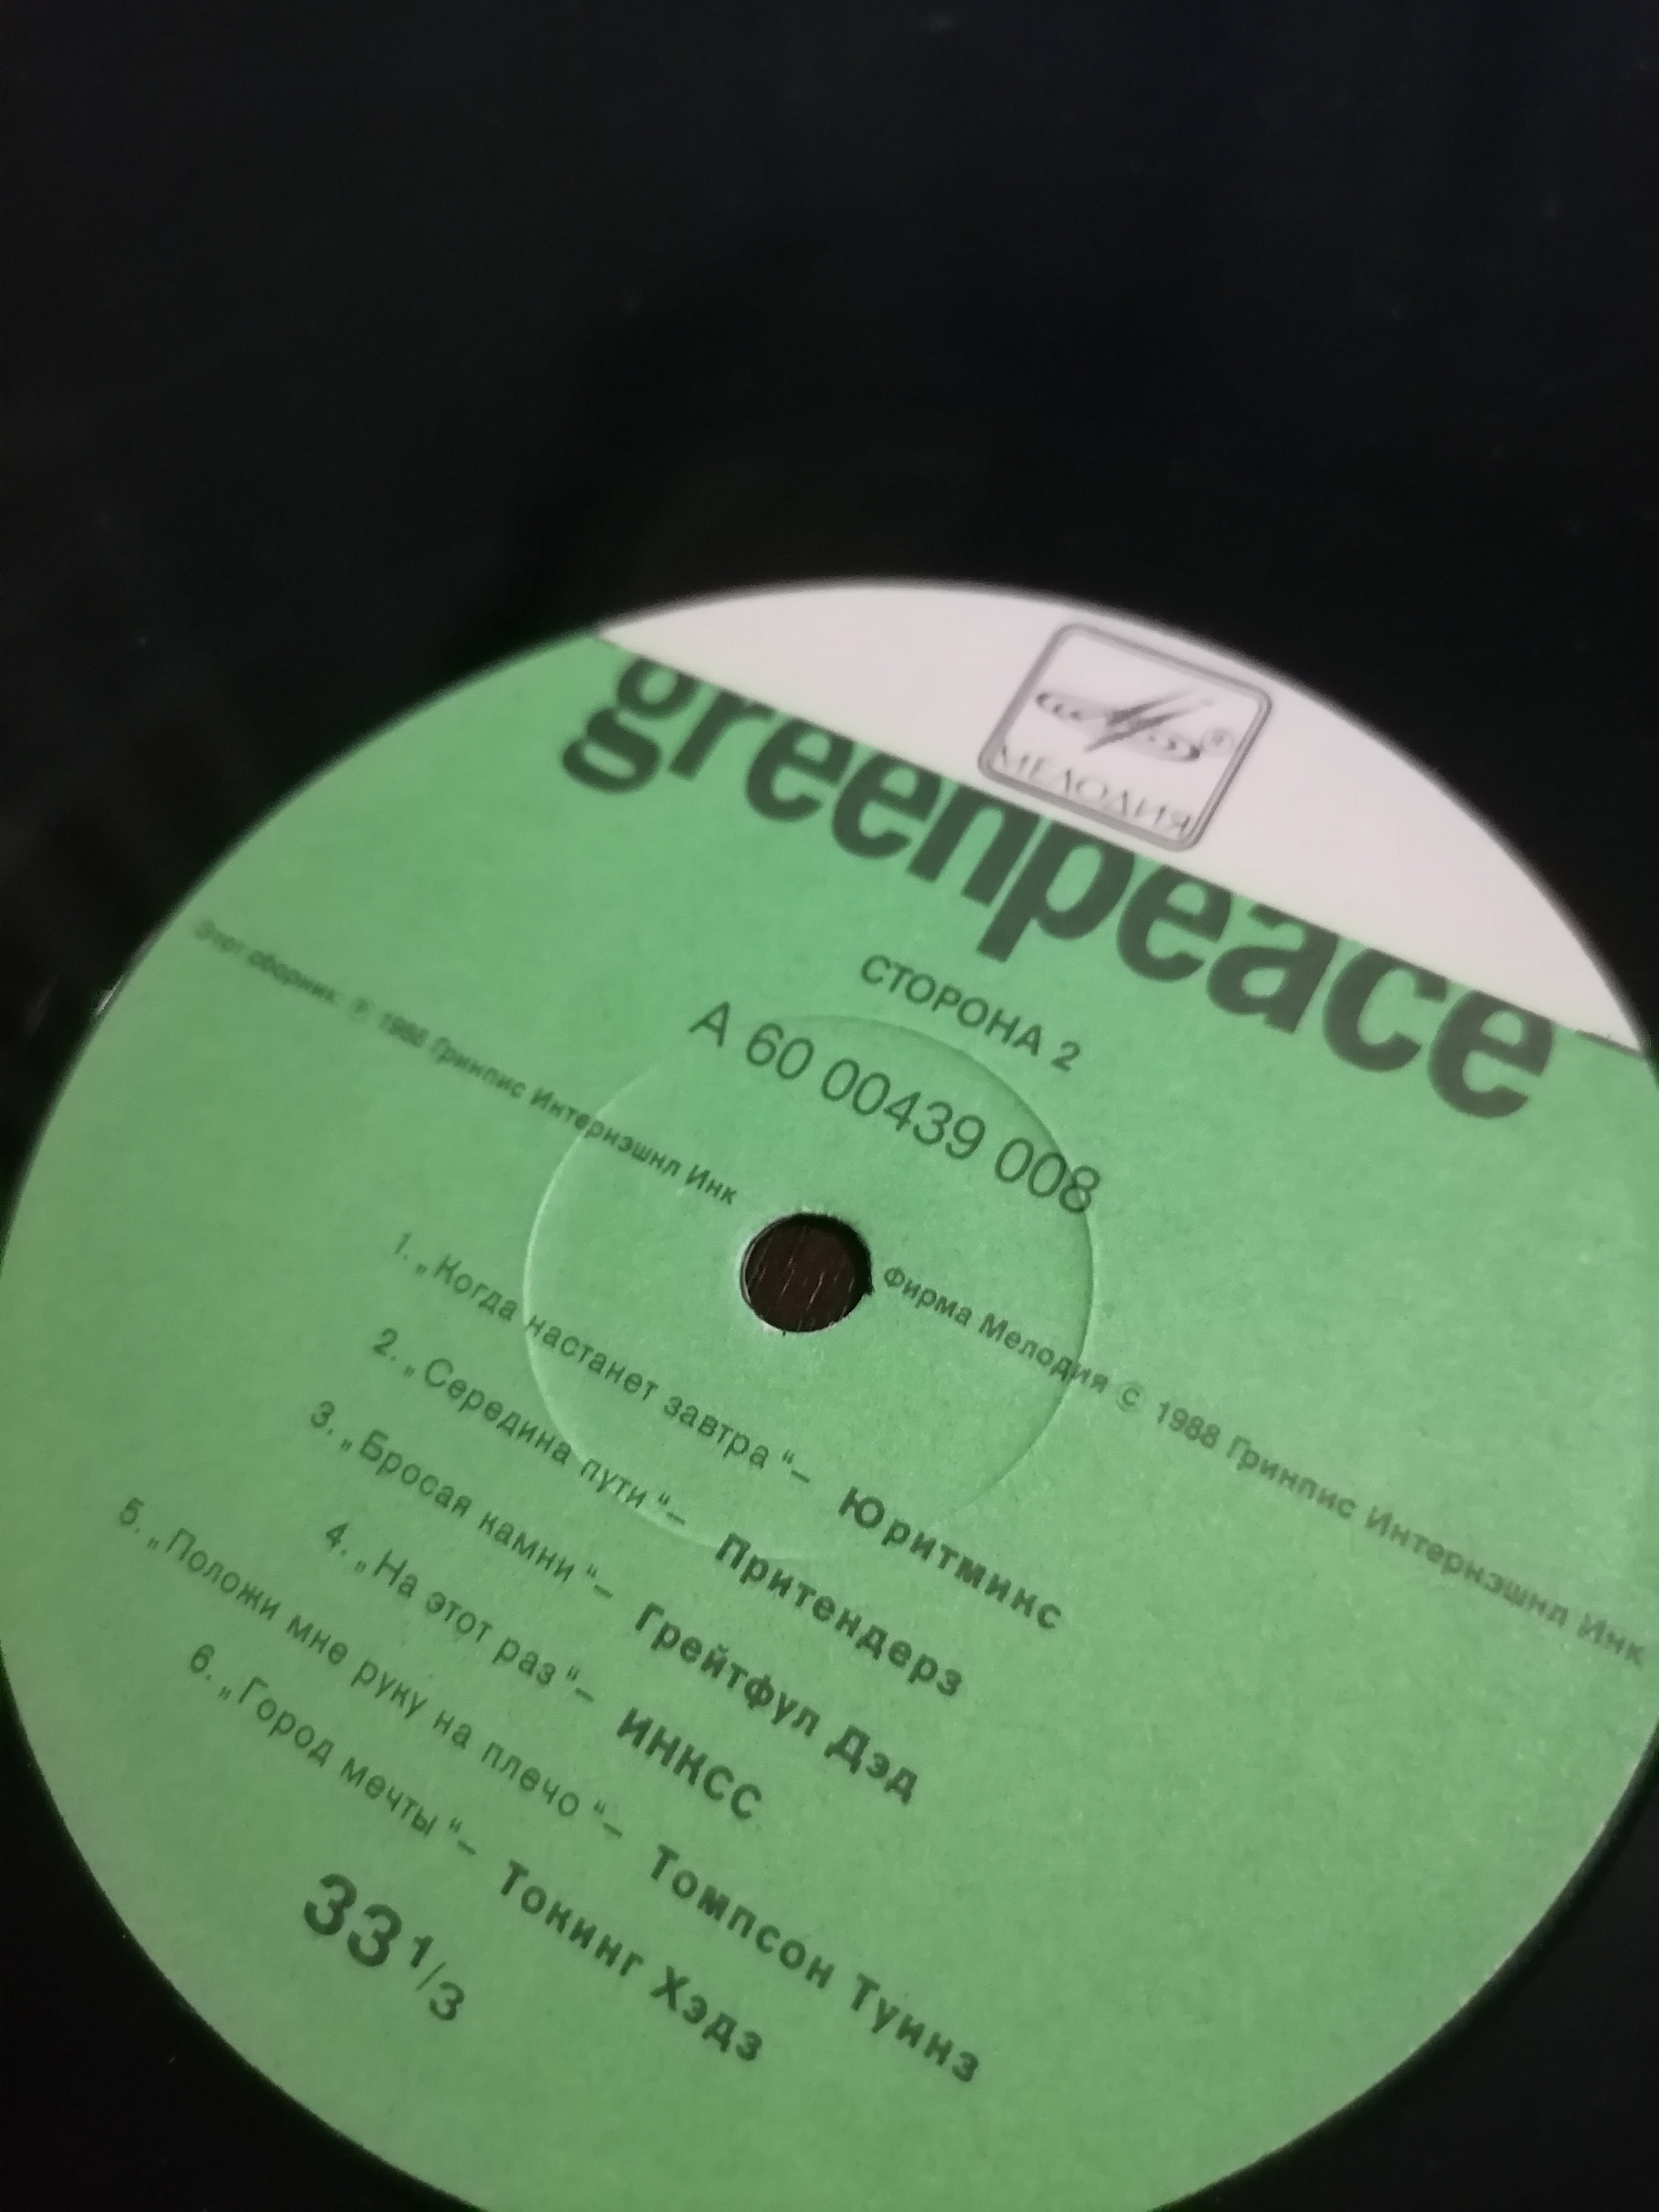 МЕЛОДИЯ
greenpeace
СТОРОНА 2
А 60 00439 008
Этот сборник: Ⓟ 1988 Гринпис Интернэшнл Инк
Фирма Мелодия © 1988 Гринпис Интернэшнл Инк
1. „Когда настанет завтра“– Юритмикс
2. „Середина пути“– Притендерз
3. „Бросая камни“– Грейтфул Дэд
4. „На этот раз“– ИНКСС
5. „Положи мне руку на плечо“– Томпсон Туинз
6. „Город мечты“– Токинг Хэдз
33 1/3